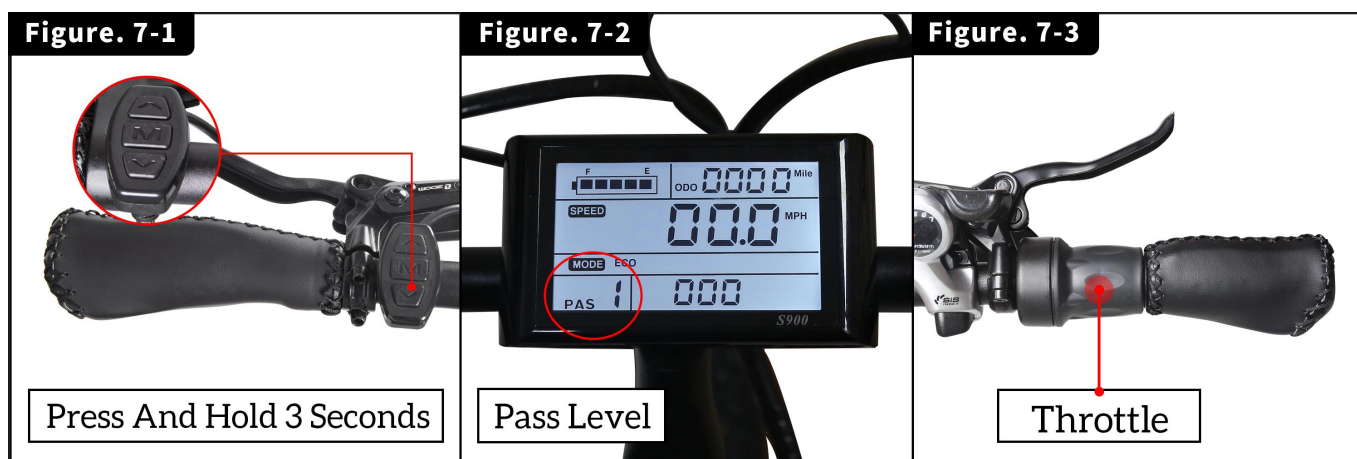 Figure. 7-1
M
M
Press And Hold 3 Seconds
Figure. 7-2
F E
ODO 0000 Mile
SPEED
00.0 MPH
MODE ECO
PAS 1 000
S900
Pass Level
Figure. 7-3
SIS
Throttle